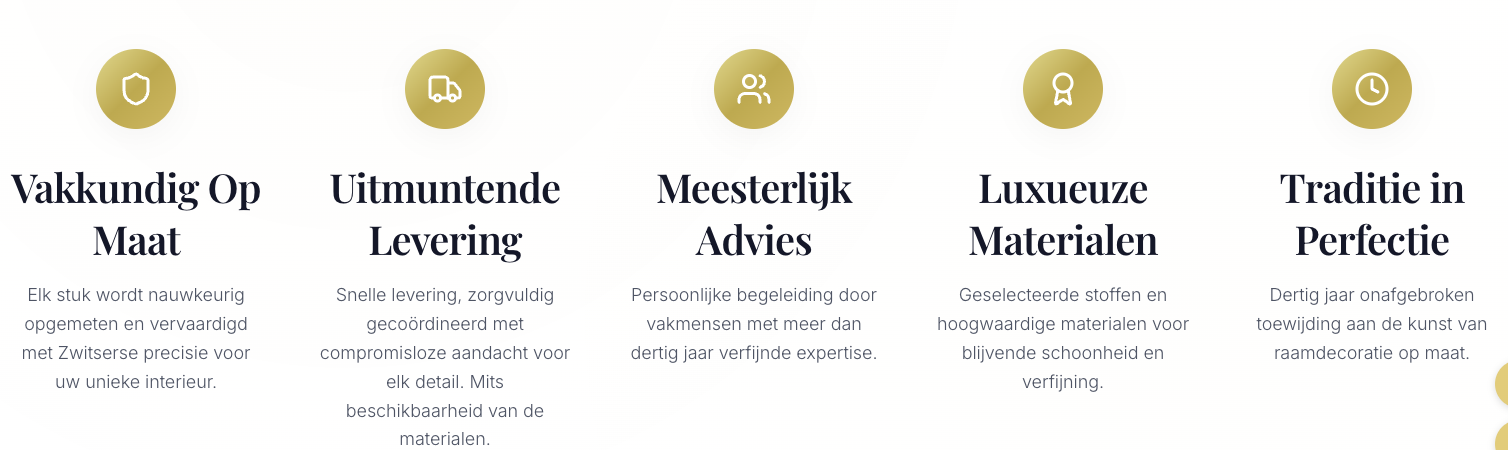 Vakkundig Op
Maat
Elk stuk wordt nauwkeurig
opgemeten en vervaardigd
met Zwitserse precisie voor
uw unieke interieur.
Uitmuntende
Levering
Snelle levering, zorgvuldig
gecoördineerd met
compromisloze aandacht voor
elk detail. Mits
beschikbaarheid van de
materialen.
Meesterlijk
Advies
Persoonlijke begeleiding door
vakmensen met meer dan
dertig jaar verfijnde expertise.
Luxueuze
Materialen
Geselecteerde stoffen en
hoogwaardige materialen voor
blijvende schoonheid en
verfijning.
Traditie in
Perfectie
Dertig jaar onafgebroken
toewijding aan de kunst van
raamdecoratie op maat.